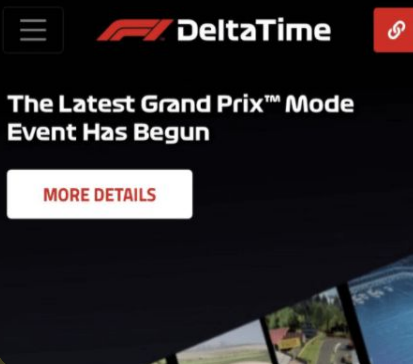 F1 DeltaTime
The Latest Grand Prix™ Mode
Event Has Begun
MORE DETAILS